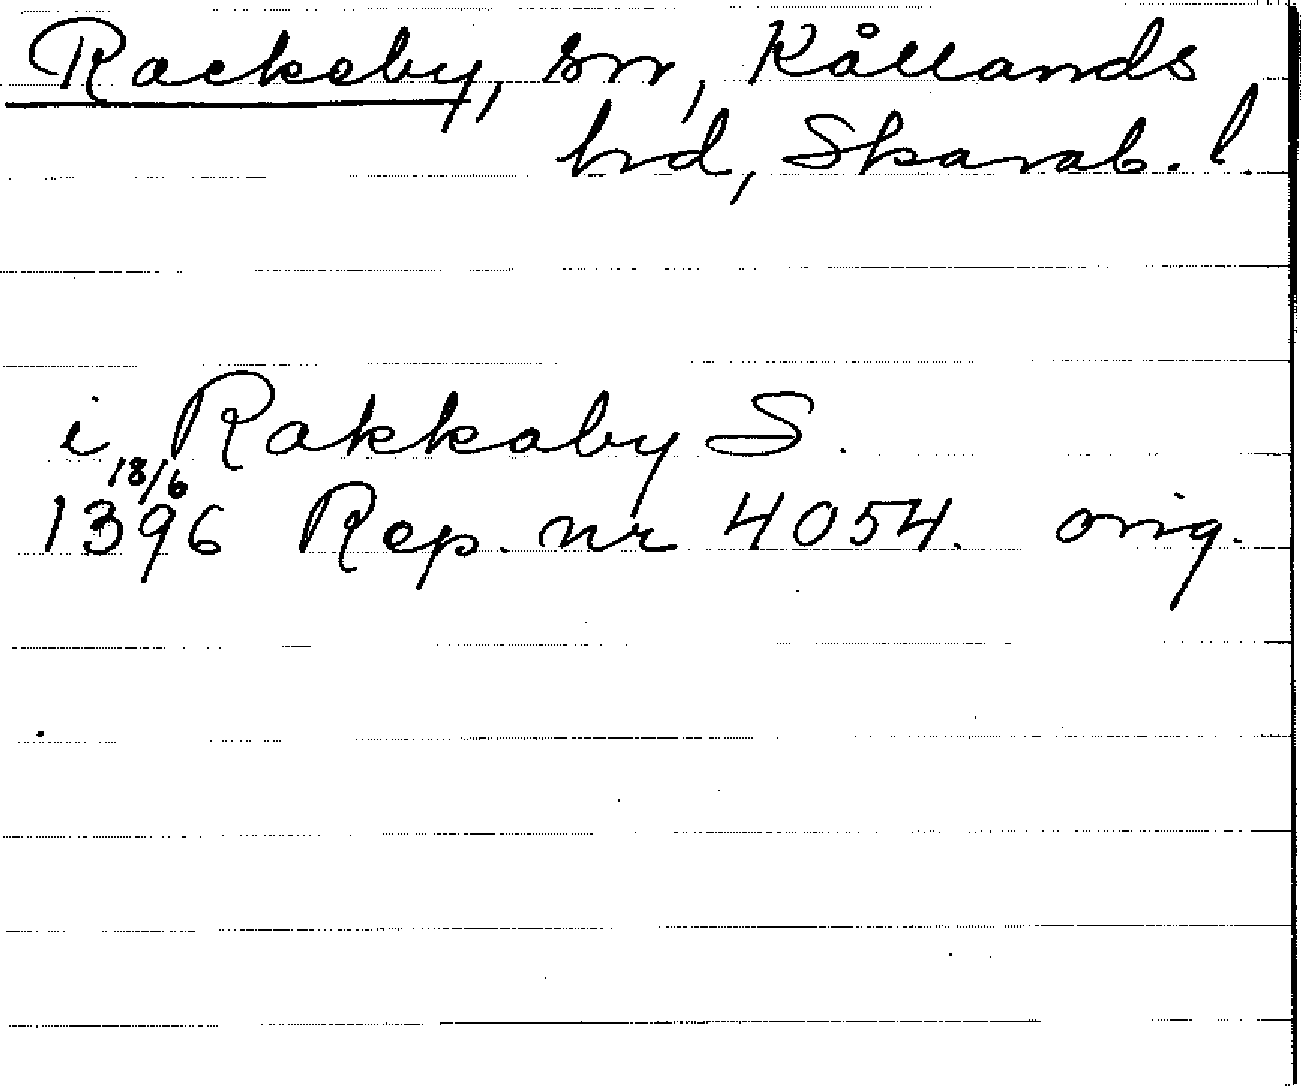 Rackeby, sn, Kållands
hd, Skarab. l.
i Rakkaby S.
18/6
1396 Rep. nr 4054. orig.